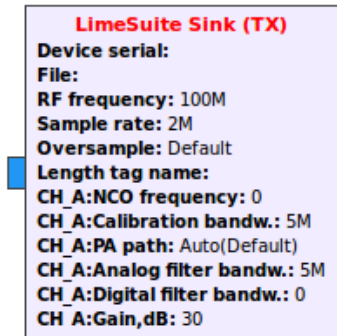 LimeSuite Sink (TX)
Device serial:
File:
RF frequency: 100M
Sample rate: 2M
Oversample: Default
Length tag name:
CH_A:NCO frequency: 0
CH_A:Calibration bandw.: 5M
CH_A:PA path: Auto(Default)
CH_A:Analog filter bandw.: 5M
CH_A:Digital filter bandw.: 0
CH_A:Gain,dB: 30